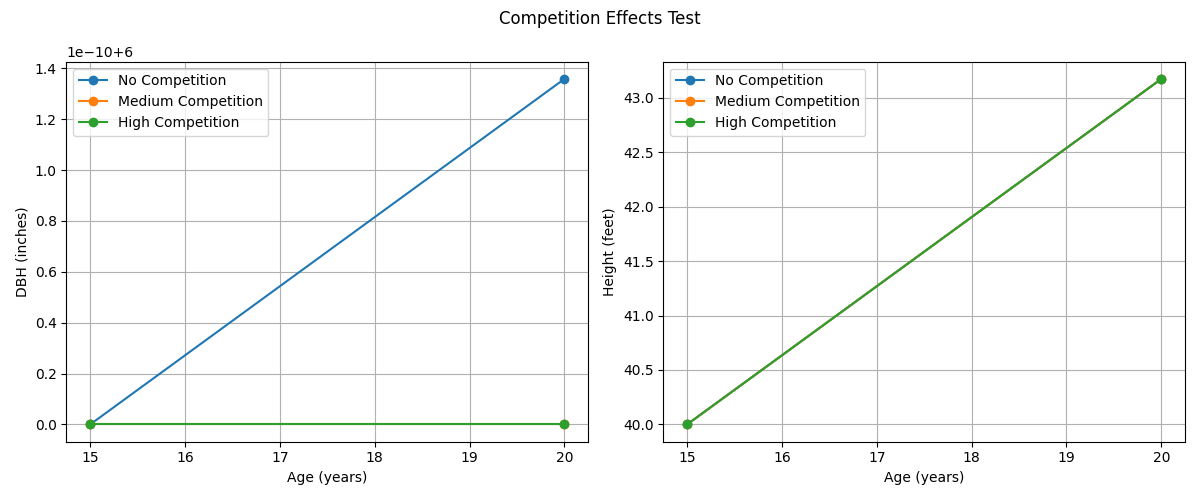 Competition Effects Test
1e−10+6
No Competition
Medium Competition
High Competition
DBH (inches)
1.4
1.2
1.0
0.8
0.6
0.4
0.2
0.0
15 16 17 18 19 20
Age (years)
No Competition
Medium Competition
High Competition
Height (feet)
43.0
42.5
42.0
41.5
41.0
40.5
40.0
15 16 17 18 19 20
Age (years)